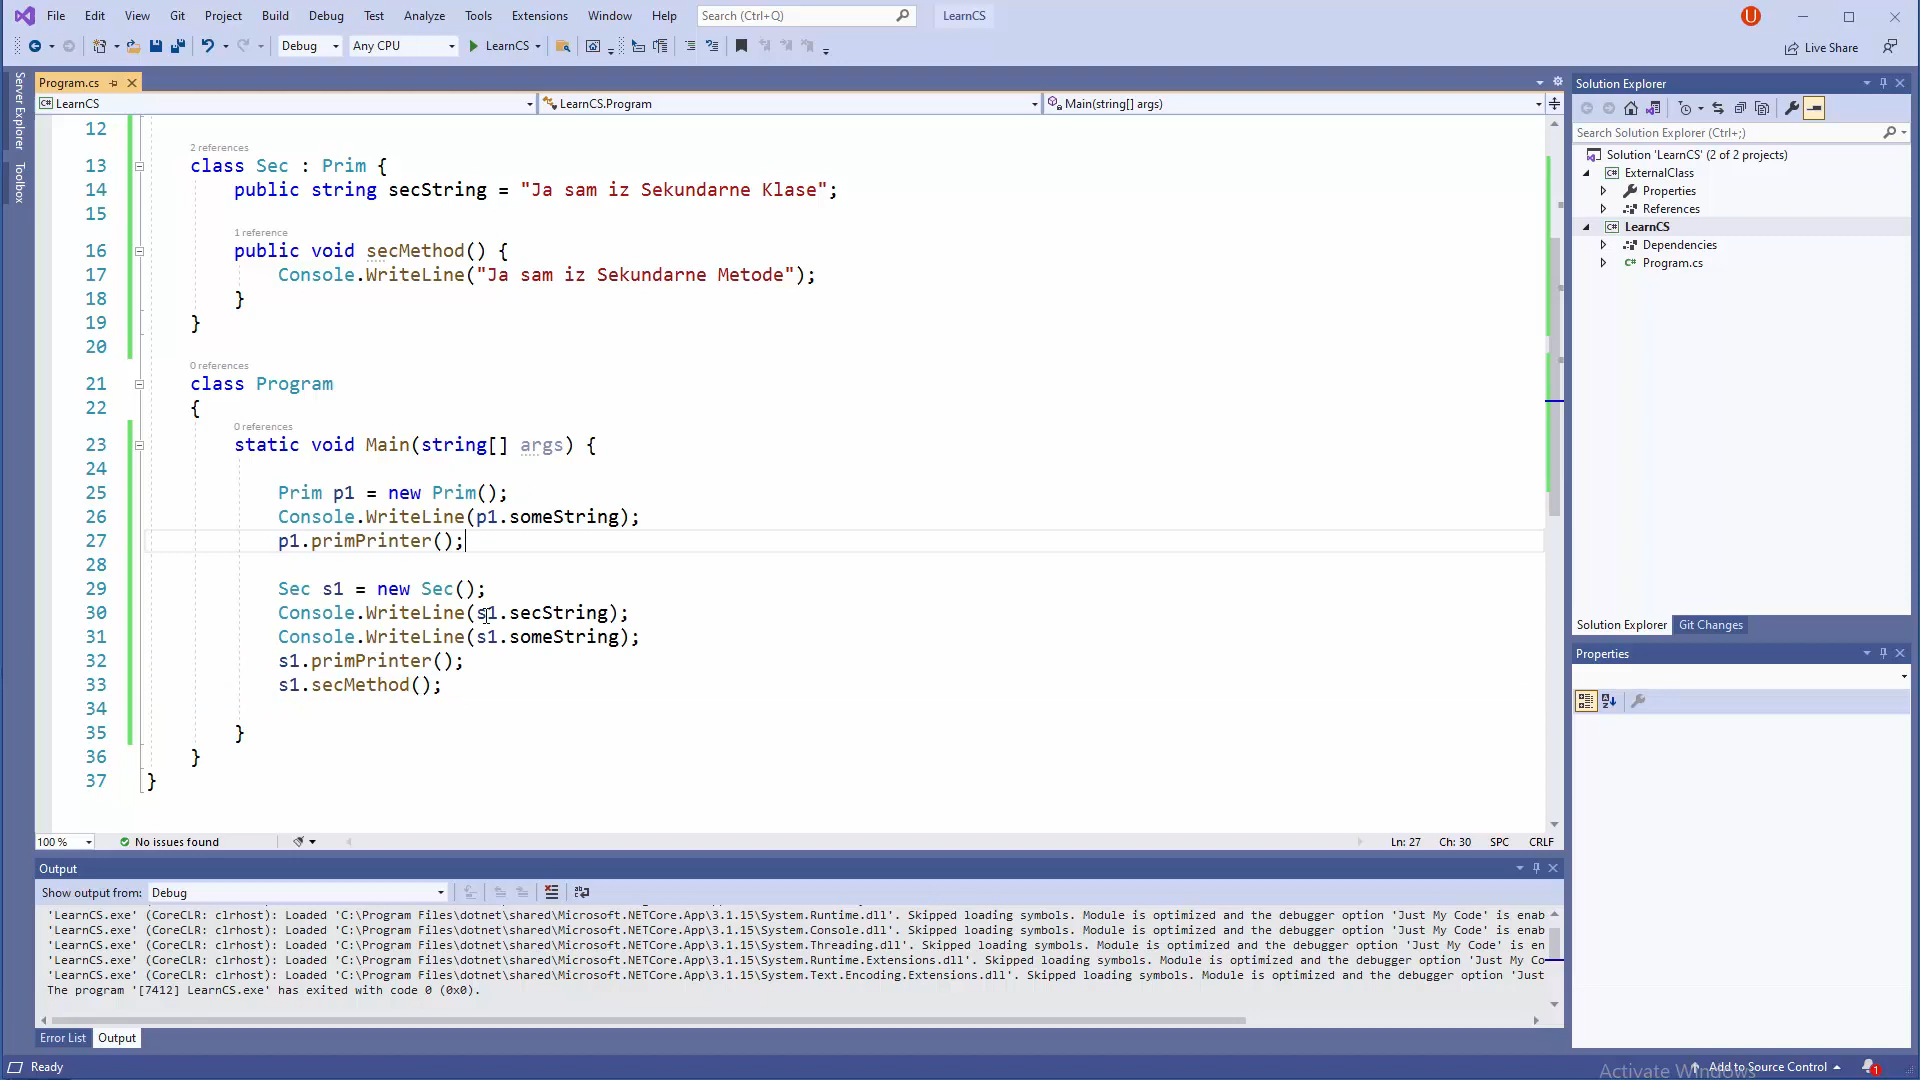 File Edit View Git Project Build Debug Test Analyze Tools Extensions Window Help Search (Ctrl+Q) LearnCS U
Debug Any CPU LearnCS Live Share
Server Explorer
Toolbox
Program.cs
LearnCS LearnCS.Program Main(string[] args)
12
2 references
13 class Sec : Prim {
14 public string secString = "Ja sam iz Sekundarne Klase";
15
1 reference
16 public void secMethod() {
17 Console.WriteLine("Ja sam iz Sekundarne Metode");
18 }
19 }
20
0 references
21 class Program
22 {
0 references
23 static void Main(string[] args) {
24
25 Prim p1 = new Prim();
26 Console.WriteLine(p1.someString);
27 p1.primPrinter();
28
29 Sec s1 = new Sec();
30 Console.WriteLine(s1.secString);
31 Console.WriteLine(s1.someString);
32 s1.primPrinter();
33 s1.secMethod();
34
35 }
36 }
37 }
100 % No issues found Ln: 27 Ch: 30 SPC CRLF
Output
Show output from: Debug
'LearnCS.exe' (CoreCLR: clrhost): Loaded 'C:\Program Files\dotnet\shared\Microsoft.NETCore.App\3.1.15\System.Runtime.dll'. Skipped loading symbols. Module is optimized and the debugger option 'Just My Code' is enab
'LearnCS.exe' (CoreCLR: clrhost): Loaded 'C:\Program Files\dotnet\shared\Microsoft.NETCore.App\3.1.15\System.Console.dll'. Skipped loading symbols. Module is optimized and the debugger option 'Just My Code' is enab
'LearnCS.exe' (CoreCLR: clrhost): Loaded 'C:\Program Files\dotnet\shared\Microsoft.NETCore.App\3.1.15\System.Threading.dll'. Skipped loading symbols. Module is optimized and the debugger option 'Just My Code' is en
'LearnCS.exe' (CoreCLR: clrhost): Loaded 'C:\Program Files\dotnet\shared\Microsoft.NETCore.App\3.1.15\System.Runtime.Extensions.dll'. Skipped loading symbols. Module is optimized and the debugger option 'Just My Co
'LearnCS.exe' (CoreCLR: clrhost): Loaded 'C:\Program Files\dotnet\shared\Microsoft.NETCore.App\3.1.15\System.Text.Encoding.Extensions.dll'. Skipped loading symbols. Module is optimized and the debugger option 'Just
The program '[7412] LearnCS.exe' has exited with code 0 (0x0).
Error List Output
Solution Explorer
Search Solution Explorer (Ctrl+;)
Solution 'LearnCS' (2 of 2 projects)
C# ExternalClass
Properties
References
C# LearnCS
Dependencies
C# Program.cs
Solution Explorer Git Changes
Properties
Ready Activate Windows Add to Source Control 1